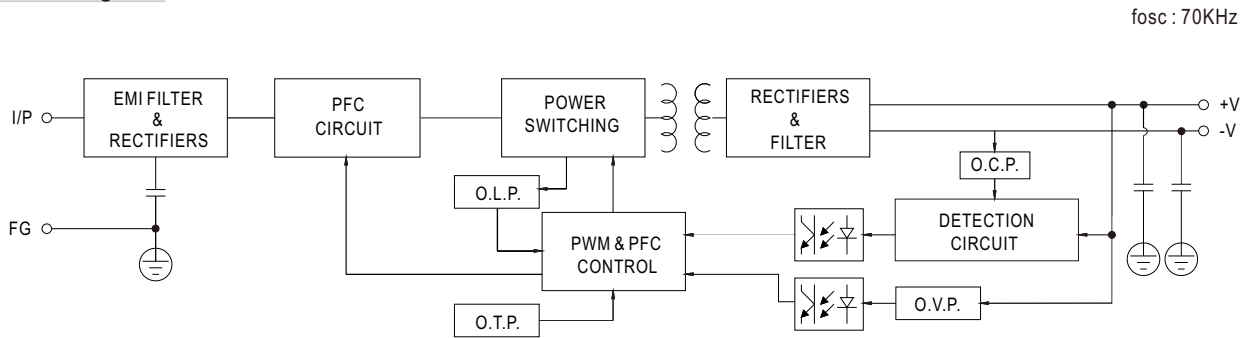 fosc : 70KHz
I/P
EMI FILTER
&
RECTIFIERS
PFC
CIRCUIT
POWER
SWITCHING
RECTIFIERS
&
FILTER
+V
-V
O.C.P.
O.L.P.
FG
PWM & PFC
CONTROL
DETECTION
CIRCUIT
O.T.P.
O.V.P.